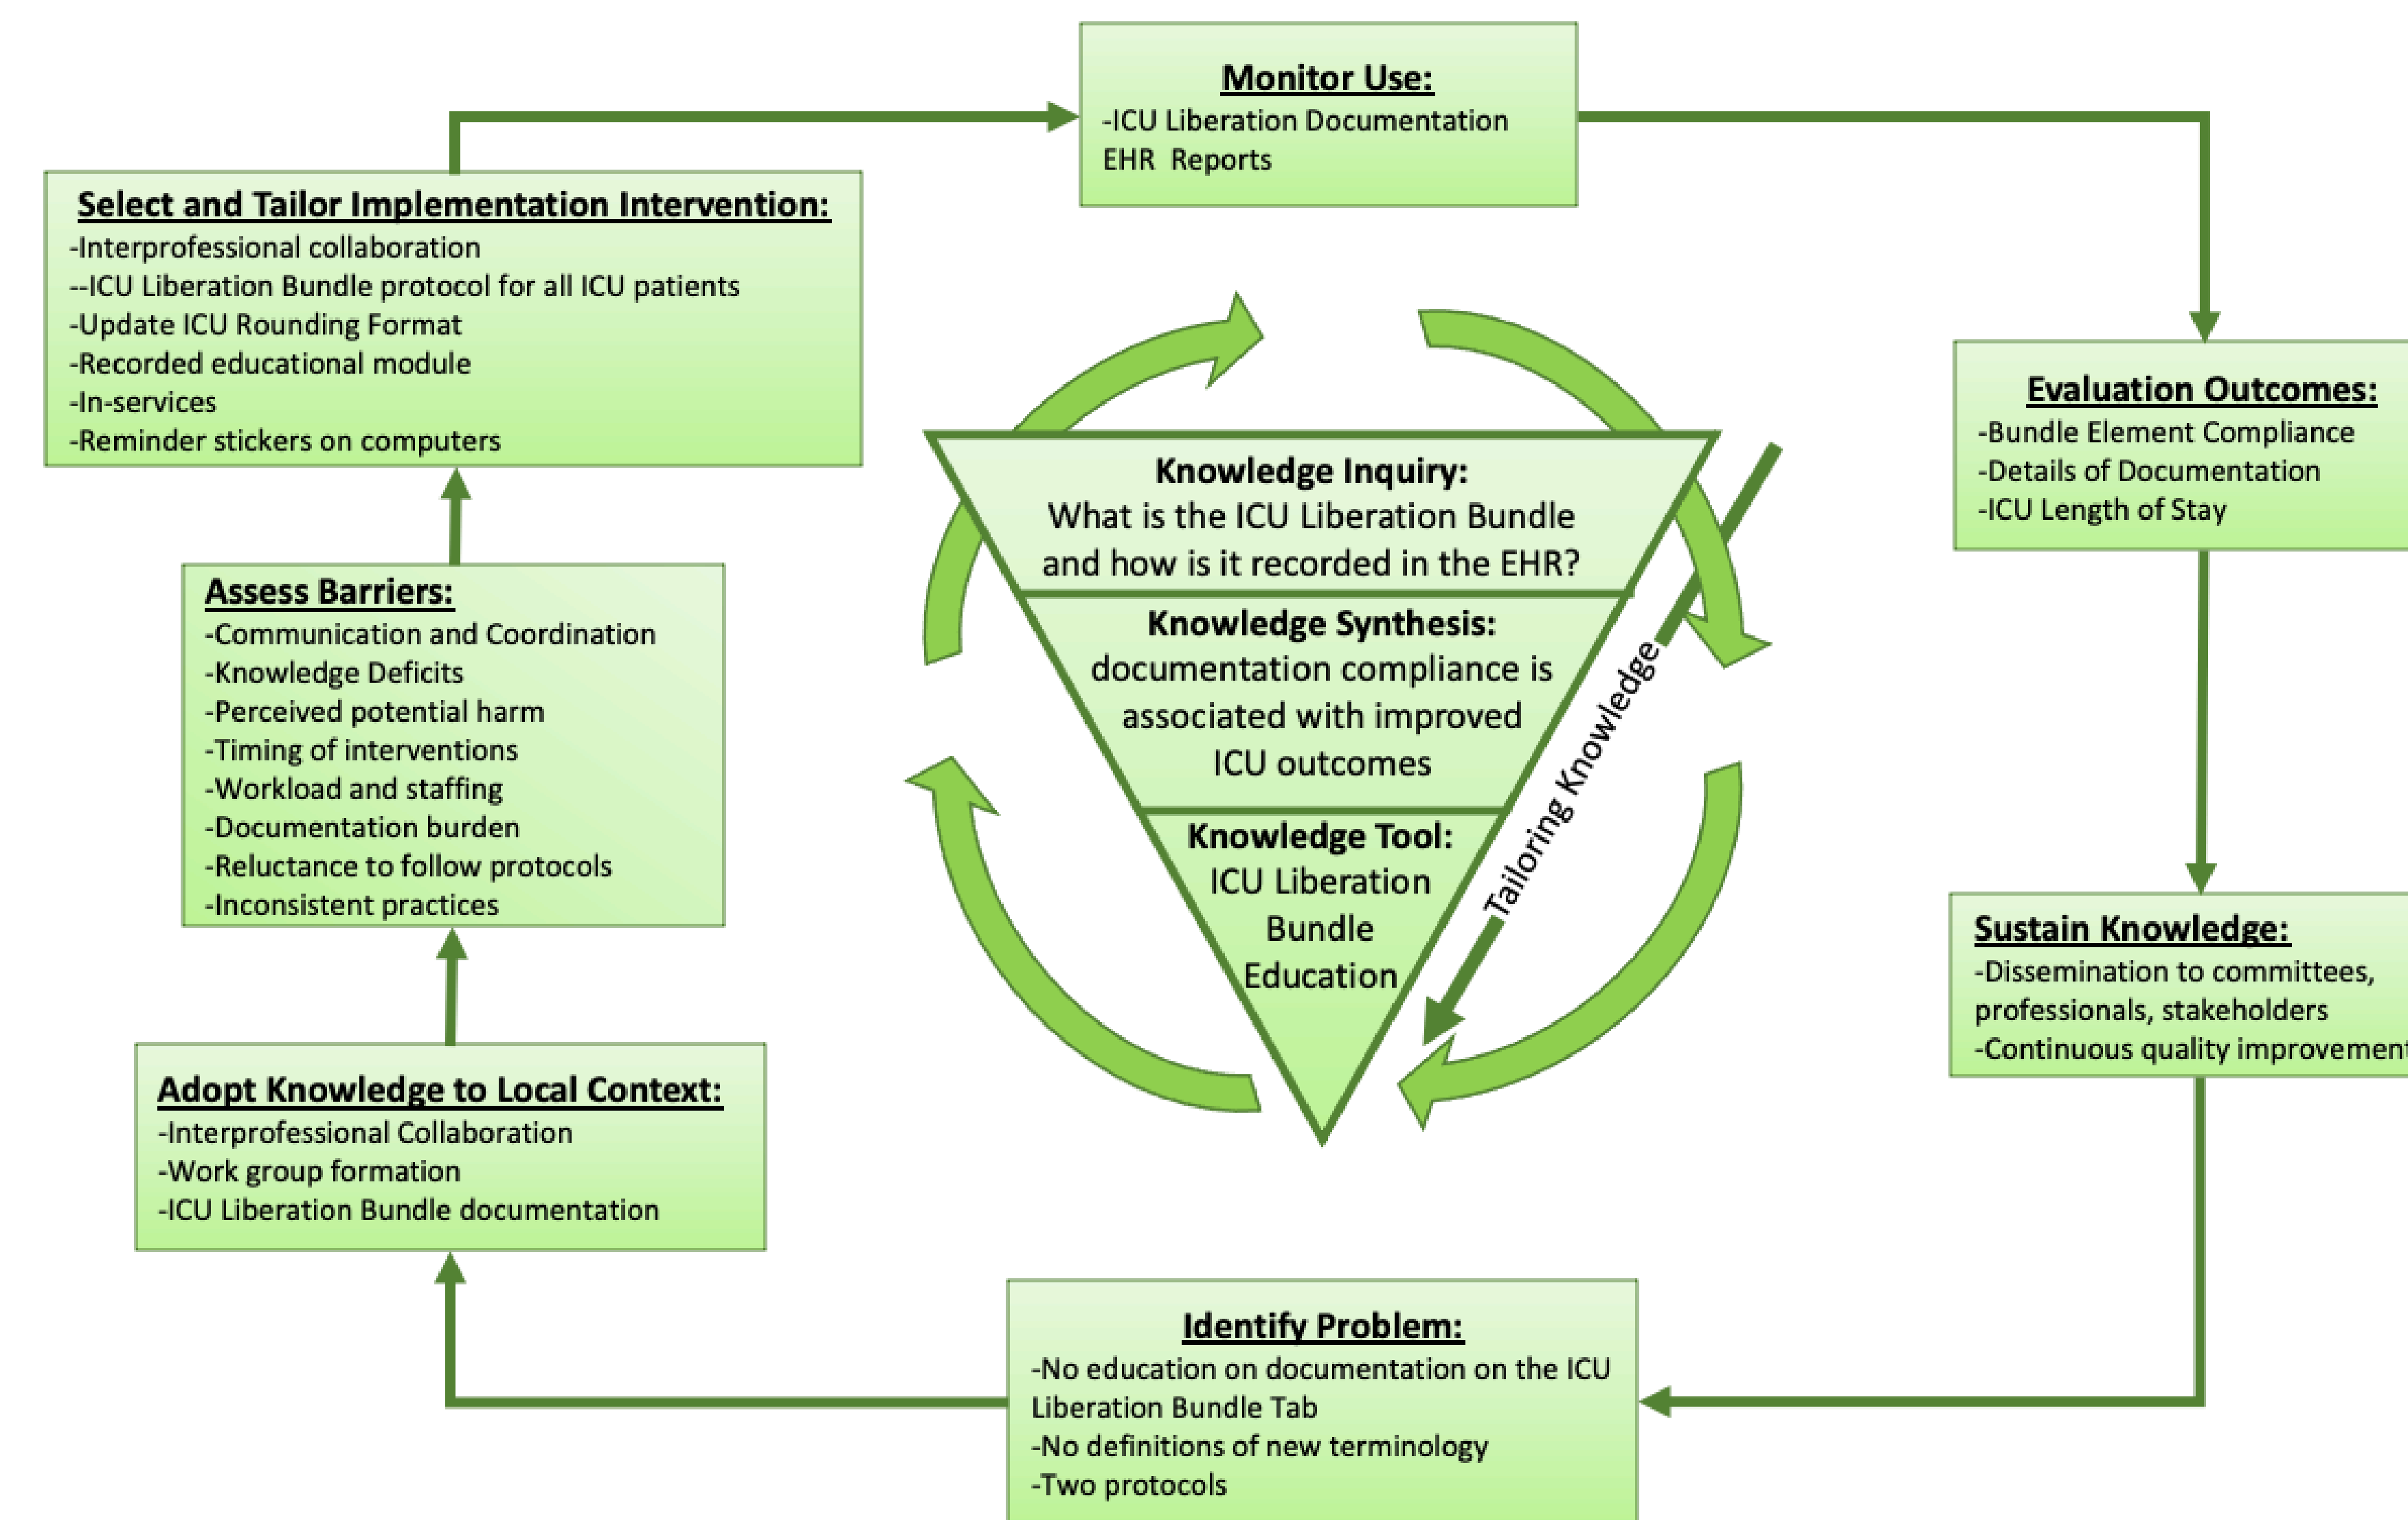 Monitor Use:
-ICU Liberation Documentation
EHR Reports
Select and Tailor Implementation Intervention:
-Interprofessional collaboration
--ICU Liberation Bundle protocol for all ICU patients
-Update ICU Rounding Format
-Recorded educational module
-In-services
-Reminder stickers on computers
Evaluation Outcomes:
-Bundle Element Compliance
-Details of Documentation
-ICU Length of Stay
Knowledge Inquiry:
What is the ICU Liberation Bundle
and how is it recorded in the EHR?
Knowledge Synthesis:
documentation compliance is
associated with improved
ICU outcomes
Knowledge Tool:
ICU Liberation
Bundle
Education
Tailoring Knowledge
Assess Barriers:
-Communication and Coordination
-Knowledge Deficits
-Perceived potential harm
-Timing of interventions
-Workload and staffing
-Documentation burden
-Reluctance to follow protocols
-Inconsistent practices
Sustain Knowledge:
-Dissemination to committees,
professionals, stakeholders
-Continuous quality improvement
Adopt Knowledge to Local Context:
-Interprofessional Collaboration
-Work group formation
-ICU Liberation Bundle documentation
Identify Problem:
-No education on documentation on the ICU
Liberation Bundle Tab
-No definitions of new terminology
-Two protocols